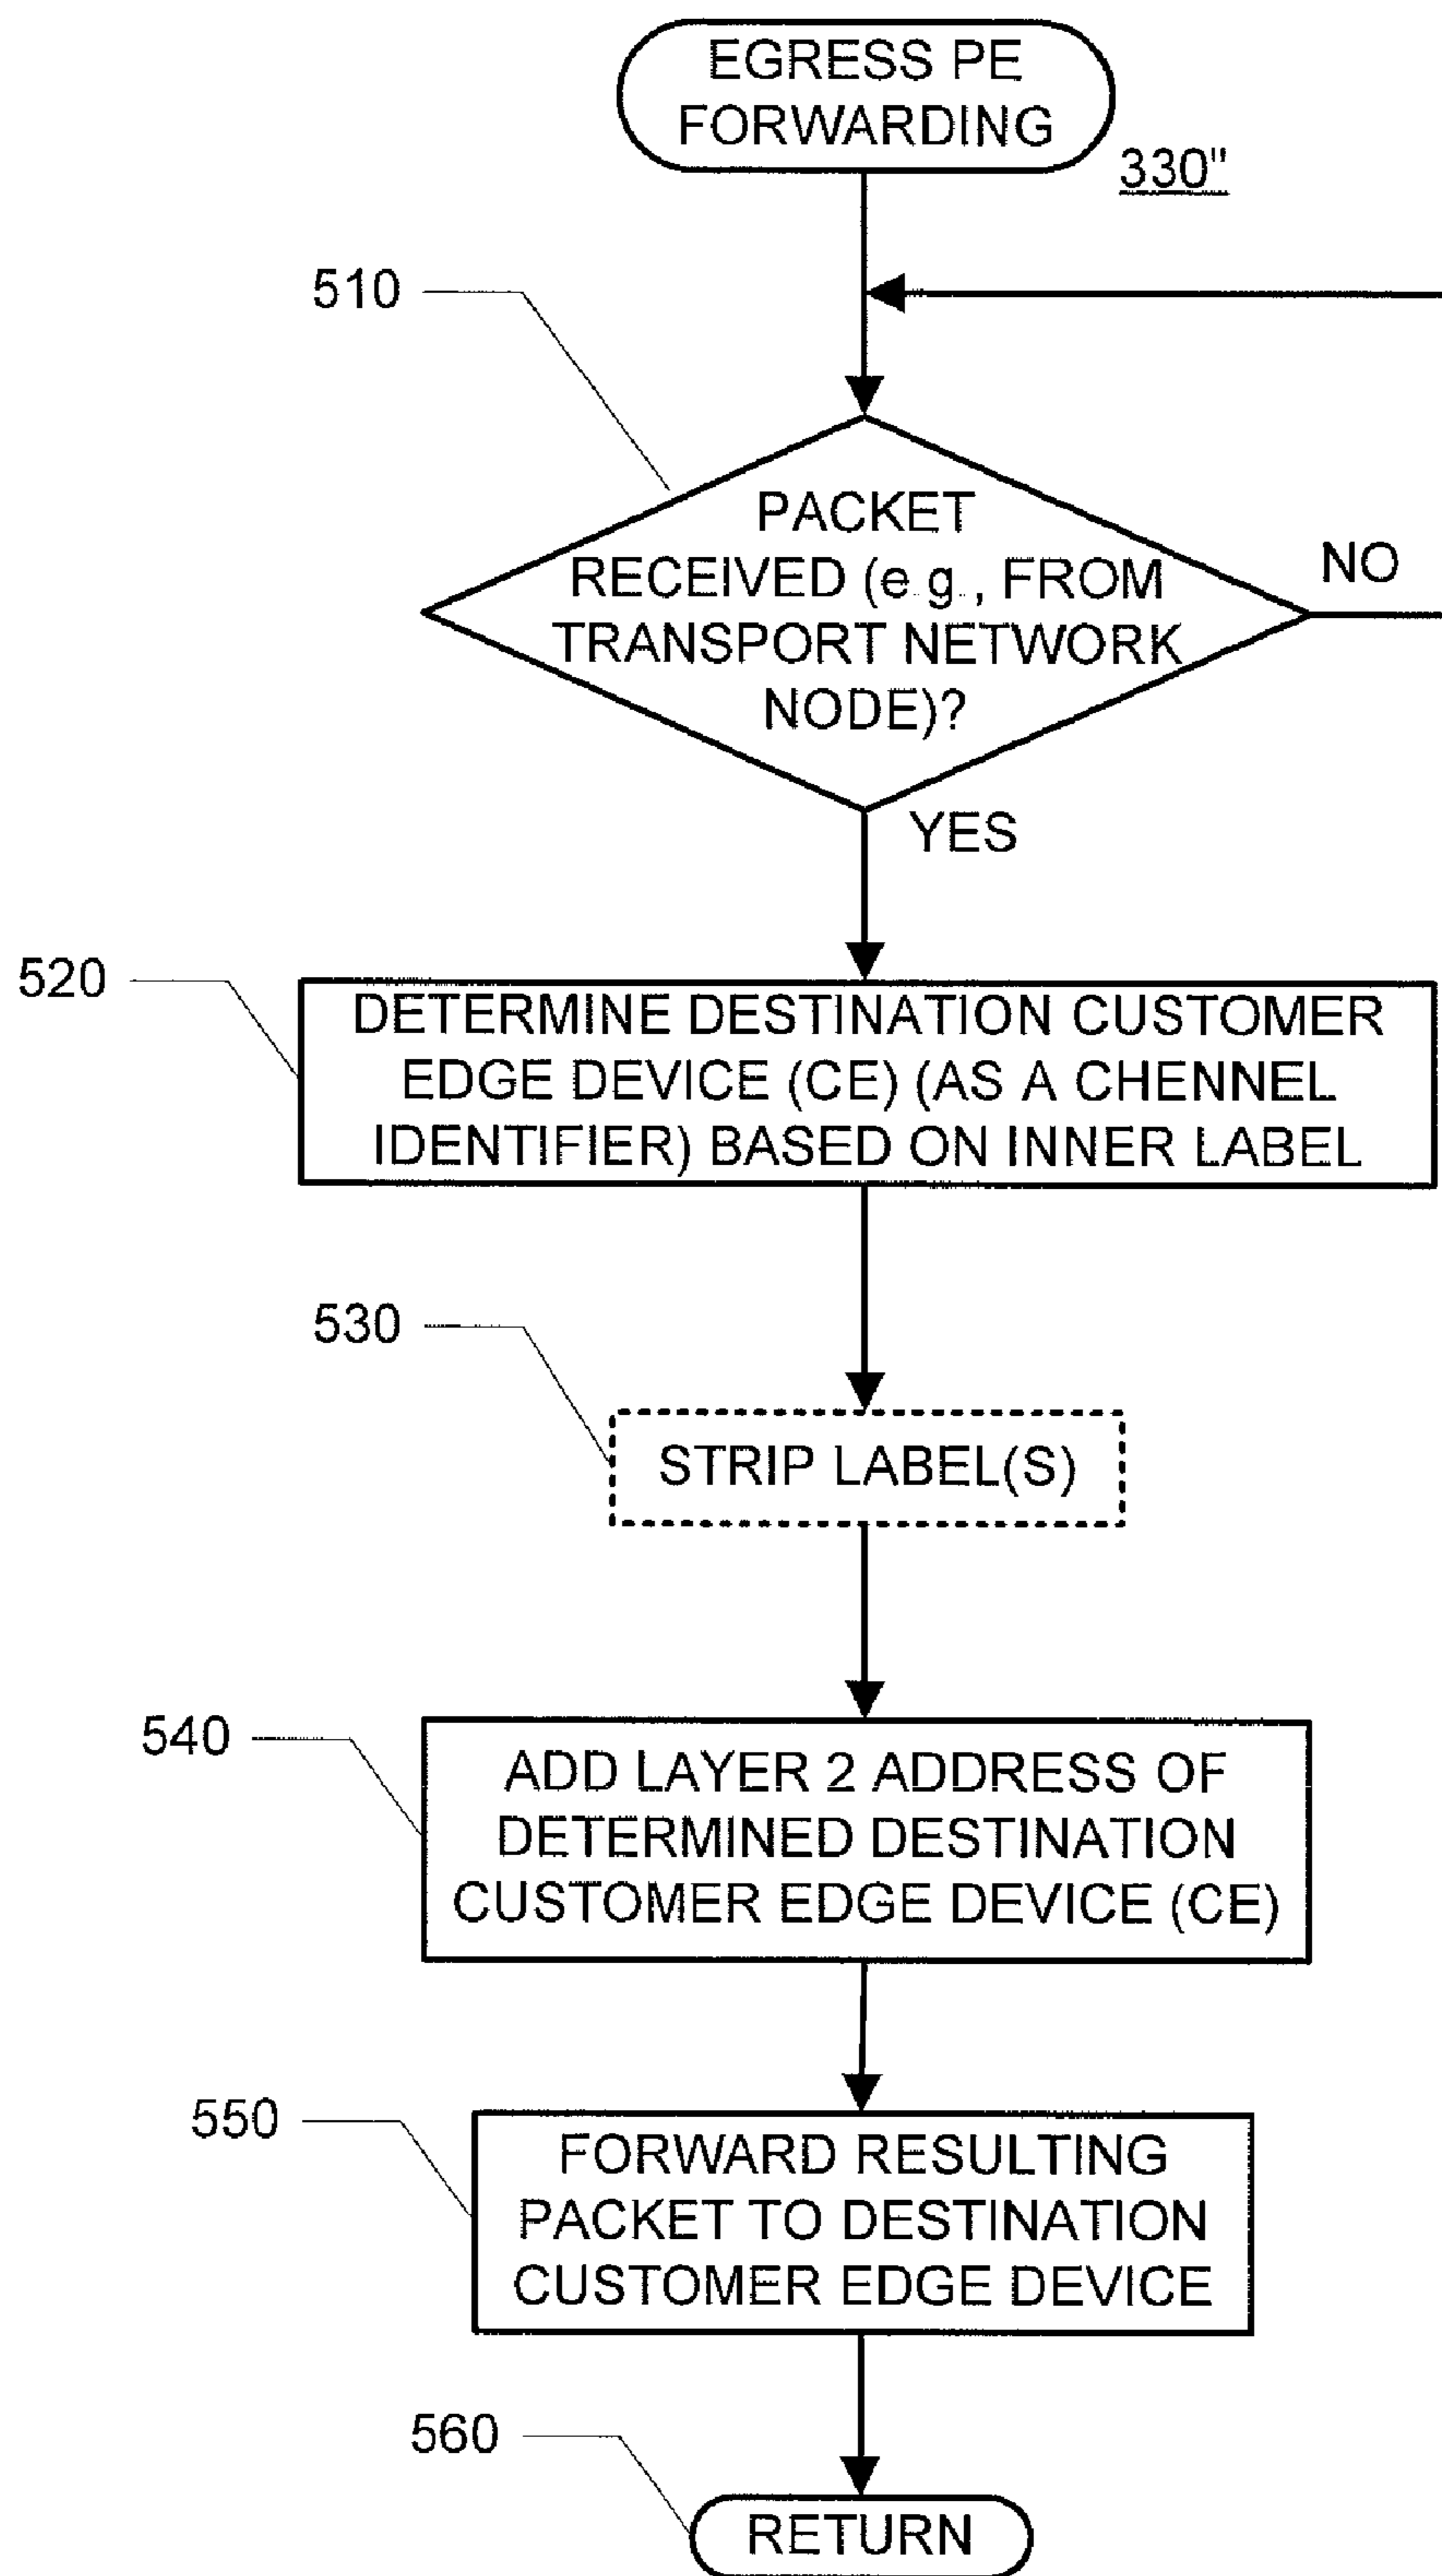 EGRESS PE
FORWARDING
330"
510
PACKET
RECEIVED (e.g., FROM
TRANSPORT NETWORK
NODE)?
NO
YES
520
DETERMINE DESTINATION CUSTOMER
EDGE DEVICE (CE) (AS A CHENNEL
IDENTIFIER) BASED ON INNER LABEL
530
STRIP LABEL(S)
540
ADD LAYER 2 ADDRESS OF
DETERMINED DESTINATION
CUSTOMER EDGE DEVICE (CE)
550
FORWARD RESULTING
PACKET TO DESTINATION
CUSTOMER EDGE DEVICE
560
RETURN